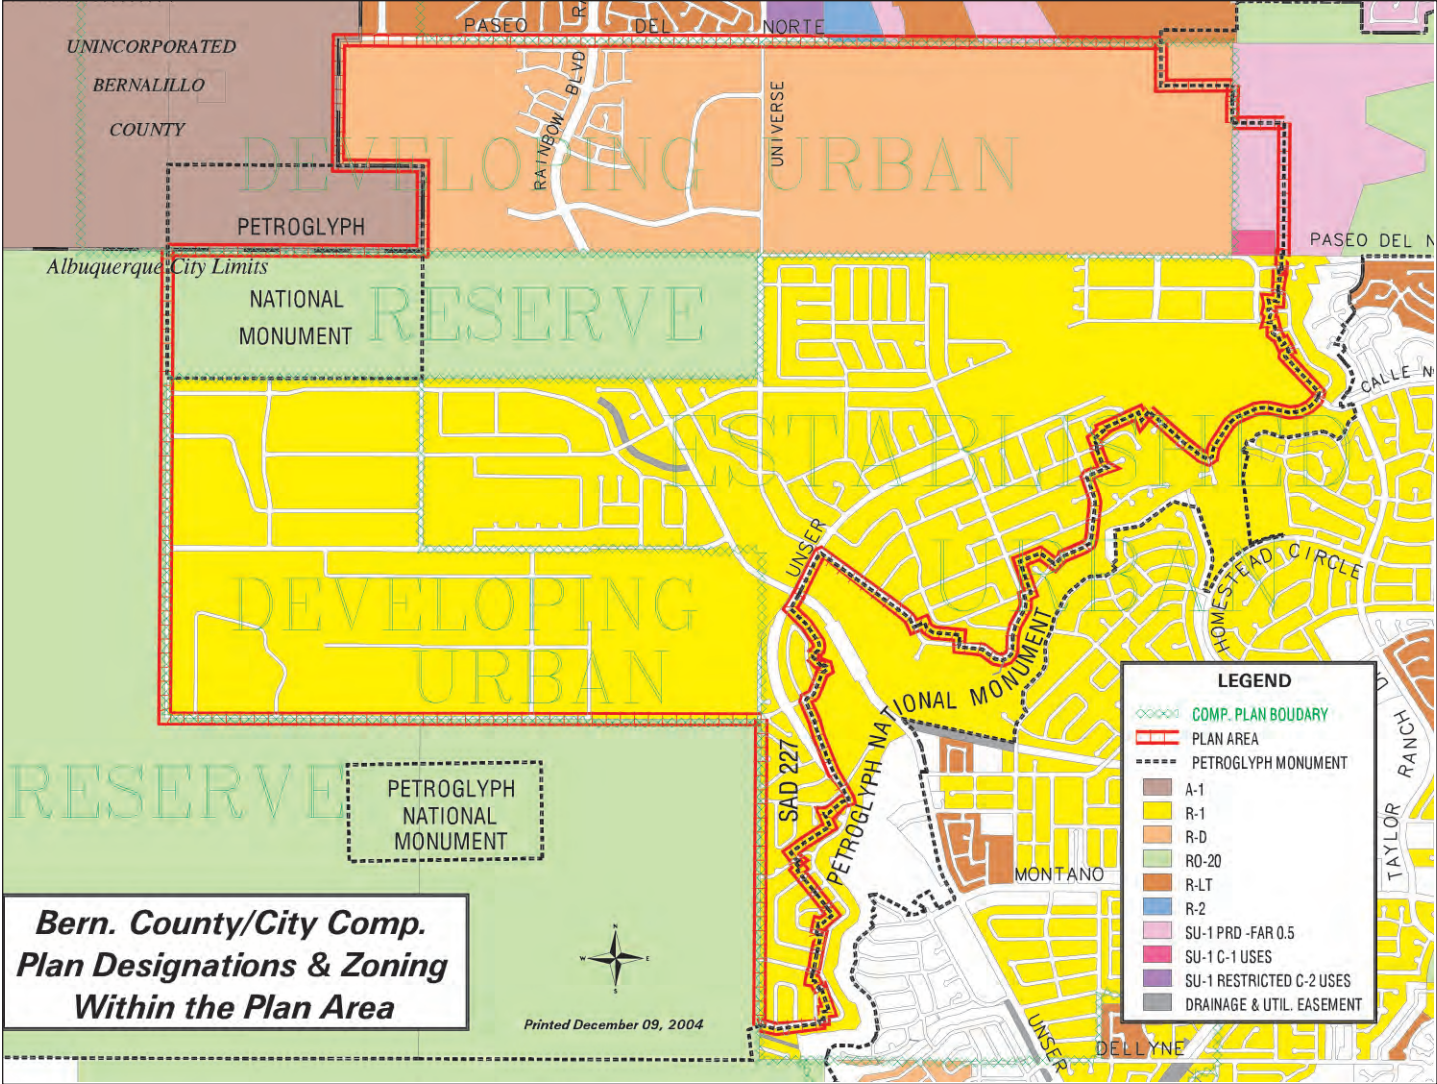 PASEO DEL NORTE
RA
UNINCORPORATED
BERNALILLO
COUNTY
RAINBOW BLVD
UNIVERSE
DEVELOPING URBAN
PETROGLYPH
PASEO DEL N
Albuquerque City Limits
NATIONAL
MONUMENT
RESERVE
CALLE N
ESTABLISHED
URBAN
UNSER
HOMESTEAD CIRCLE
DEVELOPING
URBAN
PETROGLYPH NATIONAL MONUMENT
SAD 227
RESERVE
PETROGLYPH
NATIONAL
MONUMENT
MONTANO
TAYLOR RANCH
UNSER
DELLYNE
LEGEND
COMP. PLAN BOUDARY
PLAN AREA
PETROGLYPH MONUMENT
A-1
R-1
R-D
RO-20
R-LT
R-2
SU-1 PRD -FAR 0.5
SU-1 C-1 USES
SU-1 RESTRICTED C-2 USES
DRAINAGE & UTIL. EASEMENT
Bern. County/City Comp.
Plan Designations & Zoning
Within the Plan Area
N
W E
S
Printed December 09, 2004